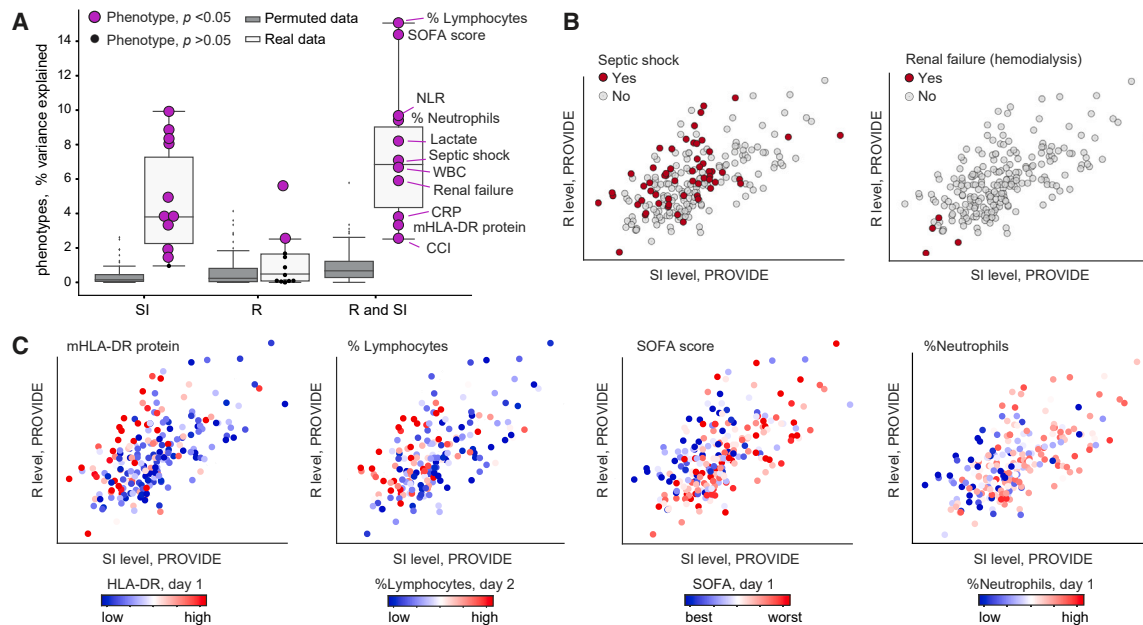 A
Phenotype, p <0.05
Permuted data
Phenotype, p >0.05
Real data
phenotypes, % variance explained
14
12
10
8
6
4
2
0
SI
R
R and SI
% Lymphocytes
SOFA score
NLR
% Neutrophils
Lactate
Septic shock
WBC
Renal failure
CRP
mHLA-DR protein
CCI
B
Septic shock
Yes
No
R level, PROVIDE
SI level, PROVIDE
Renal failure (hemodialysis)
Yes
No
R level, PROVIDE
SI level, PROVIDE
C
mHLA-DR protein
R level, PROVIDE
SI level, PROVIDE
HLA-DR, day 1
low high
% Lymphocytes
R level, PROVIDE
SI level, PROVIDE
%Lymphocytes, day 2
low high
SOFA score
R level, PROVIDE
SI level, PROVIDE
SOFA, day 1
best worst
%Neutrophils
R level, PROVIDE
SI level, PROVIDE
%Neutrophils, day 1
low high